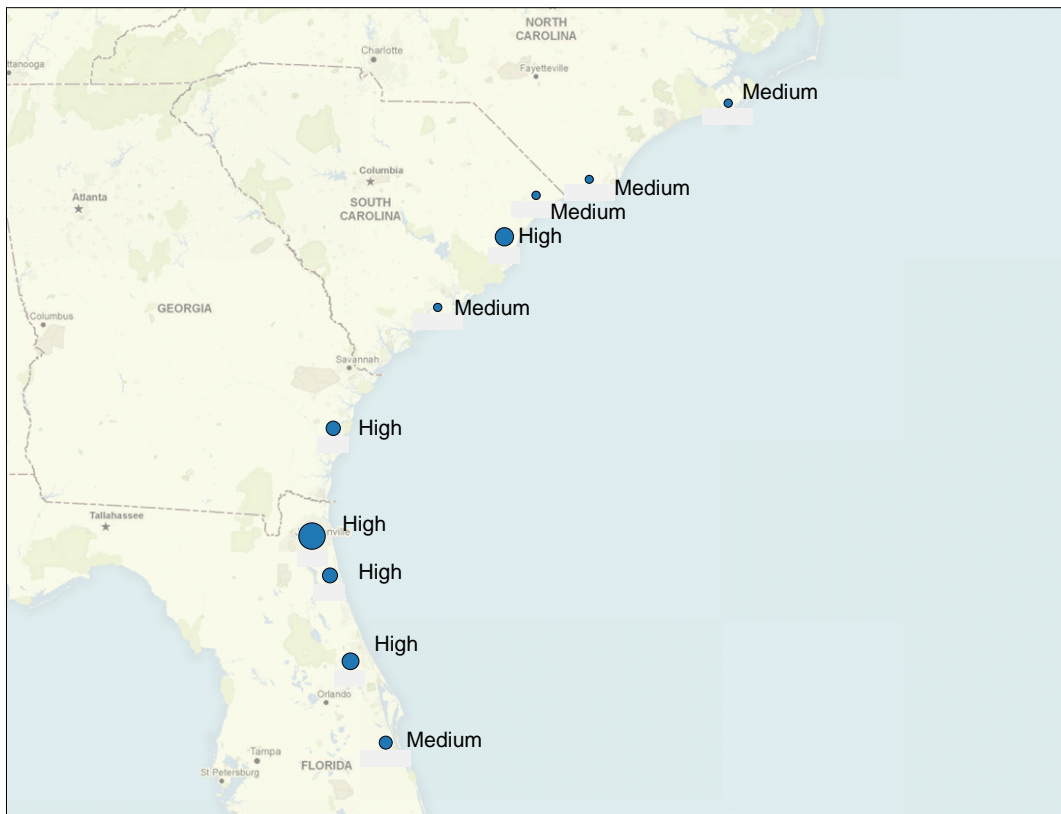 NORTH
CAROLINA
Charlotte
Fayetteville
Medium
Columbia
SOUTH
CAROLINA
Atlanta
Medium
Medium
High
GEORGIA
Medium
Columbus
Savannah
High
Tallahassee
High
High
High
Orlando
Medium
Tampa
FLORIDA
St Petersburg